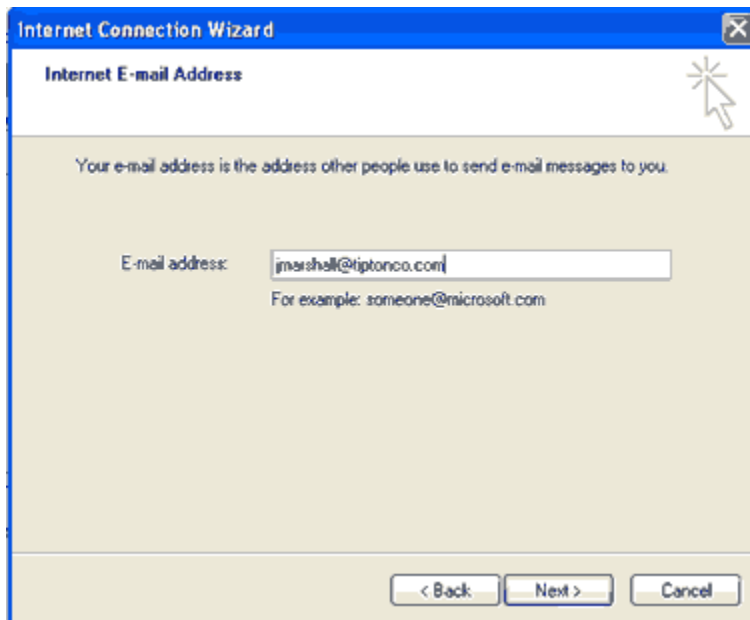 Internet Connection Wizard
Internet E-mail Address
Your e-mail address is the address other people use to send e-mail messages to you.
E-mail address: jmarshall@tiptonco.com
For example: someone@microsoft.com
< Back Next > Cancel